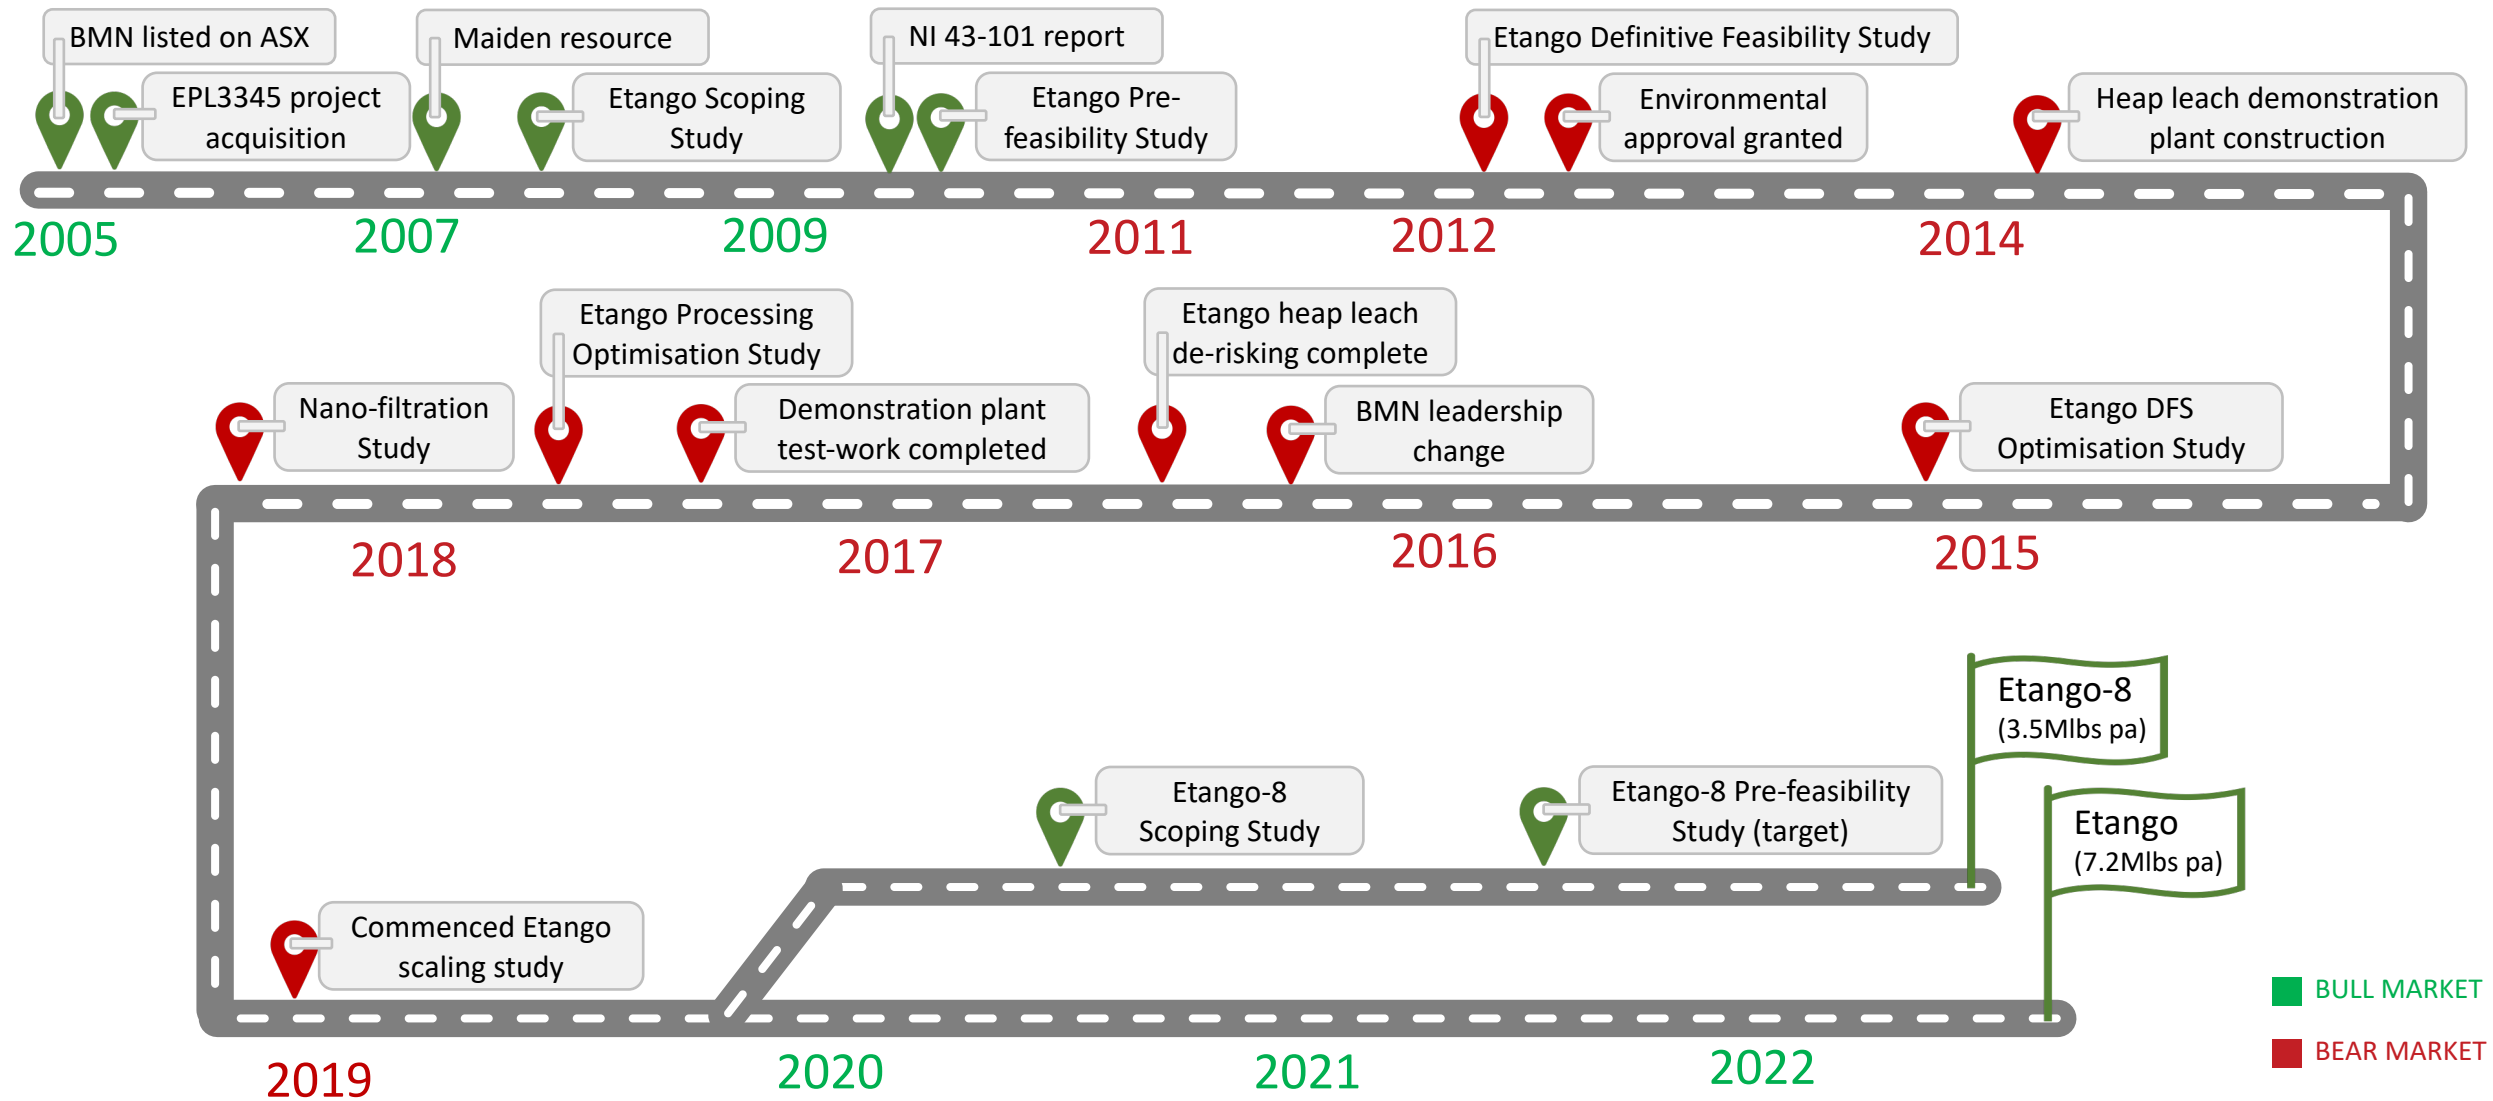 BMN listed on ASX
Maiden resource
NI 43-101 report
Etango Definitive Feasibility Study
EPL3345 project
acquisition
Etango Scoping
Study
Etango Pre-
feasibility Study
Environmental
approval granted
Heap leach demonstration
plant construction
2005
2007
2009
2011
2012
2014
Etango Processing
Optimisation Study
Etango heap leach
de-risking complete
Nano-filtration
Study
Demonstration plant
test-work completed
BMN leadership
change
Etango DFS
Optimisation Study
2018
2017
2016
2015
Etango-8
(3.5Mlbs pa)
Etango-8
Scoping Study
Etango-8 Pre-feasibility
Study (target)
Etango
(7.2Mlbs pa)
Commenced Etango
scaling study
2019
2020
2021
2022
BULL MARKET
BEAR MARKET